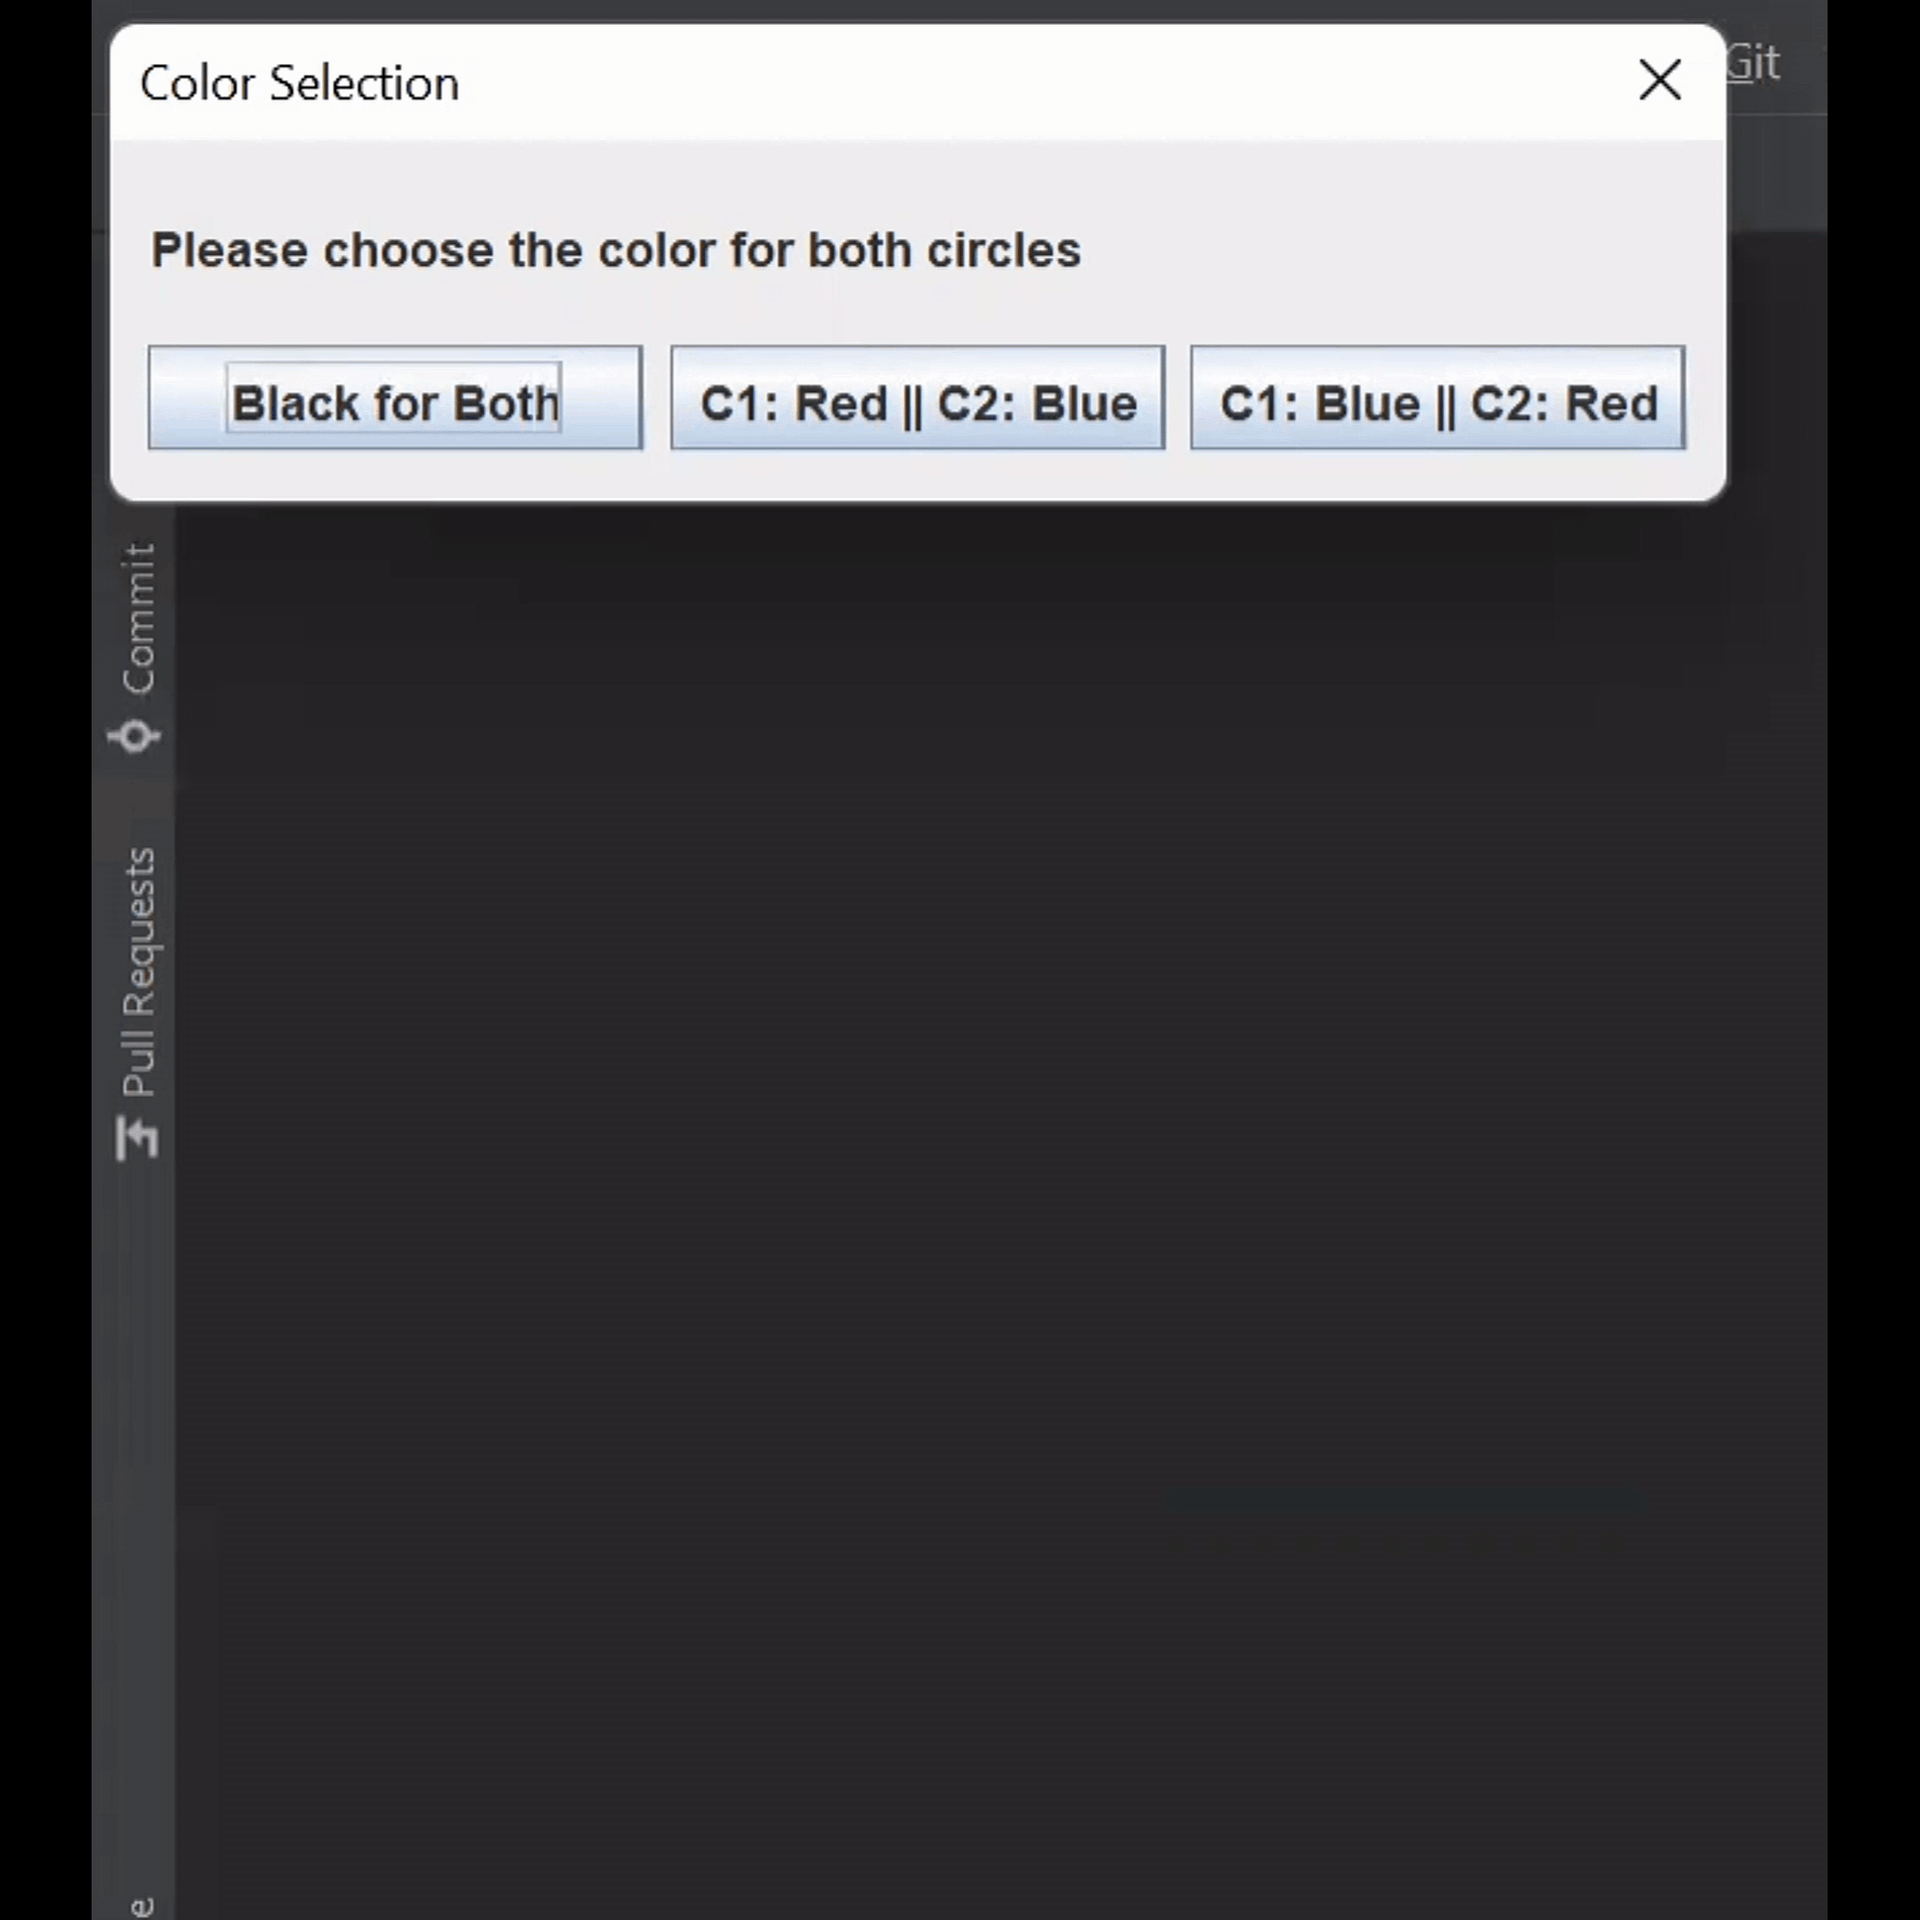 Color Selection
Git
Please choose the color for both circles
Black for Both
C1: Red || C2: Blue
C1: Blue || C2: Red
Commit
Pull Requests
e